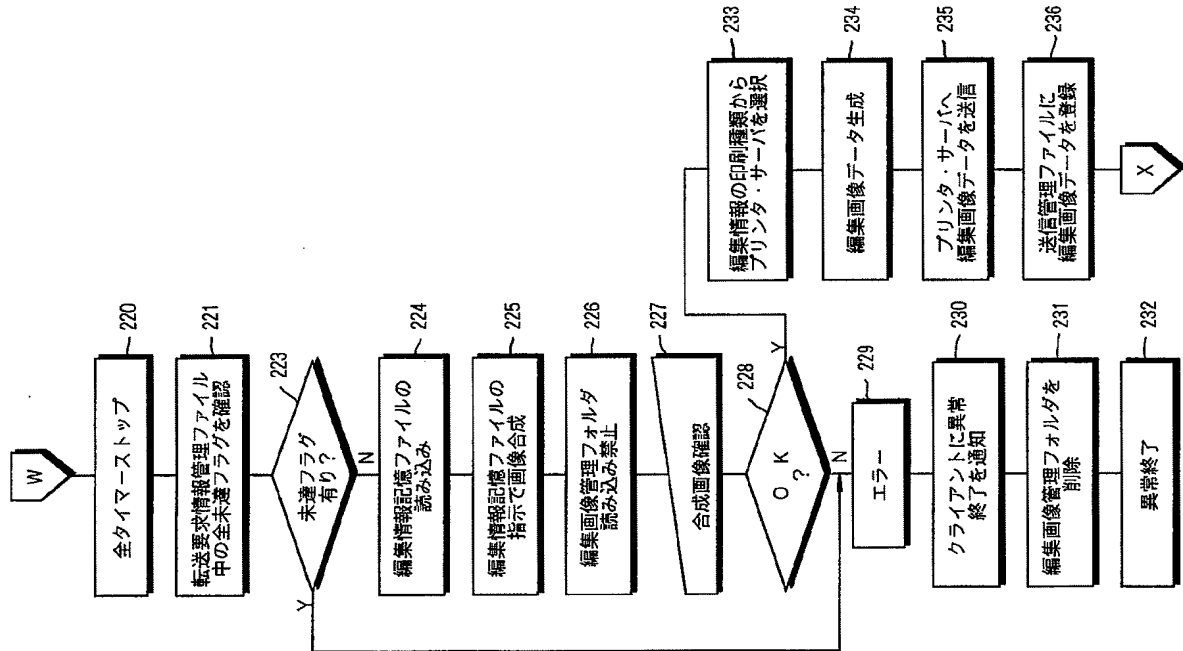 W
220
全タイマーストップ
221
転送要求情報管理ファイル
中の全未達フラグを確認
223
未達フラグ
有り?
Y
N
224
編集情報記憶ファイルの
読み込み
225
編集情報記憶ファイルの
指示で画像合成
226
編集画像管理フォルダ
読み込み禁止
227
合成画像確認
228
O K
?
Y
N
229
エラー
230
クライアントに異常
終了を通知
231
編集画像管理フォルダを
削除
232
異常終了
233
編集情報の印刷種類から
プリンタ・サーバを選択
234
編集画像データ生成
235
プリンタ・サーバへ
編集画像データを送信
236
送信管理ファイルに
編集画像データを登録
X